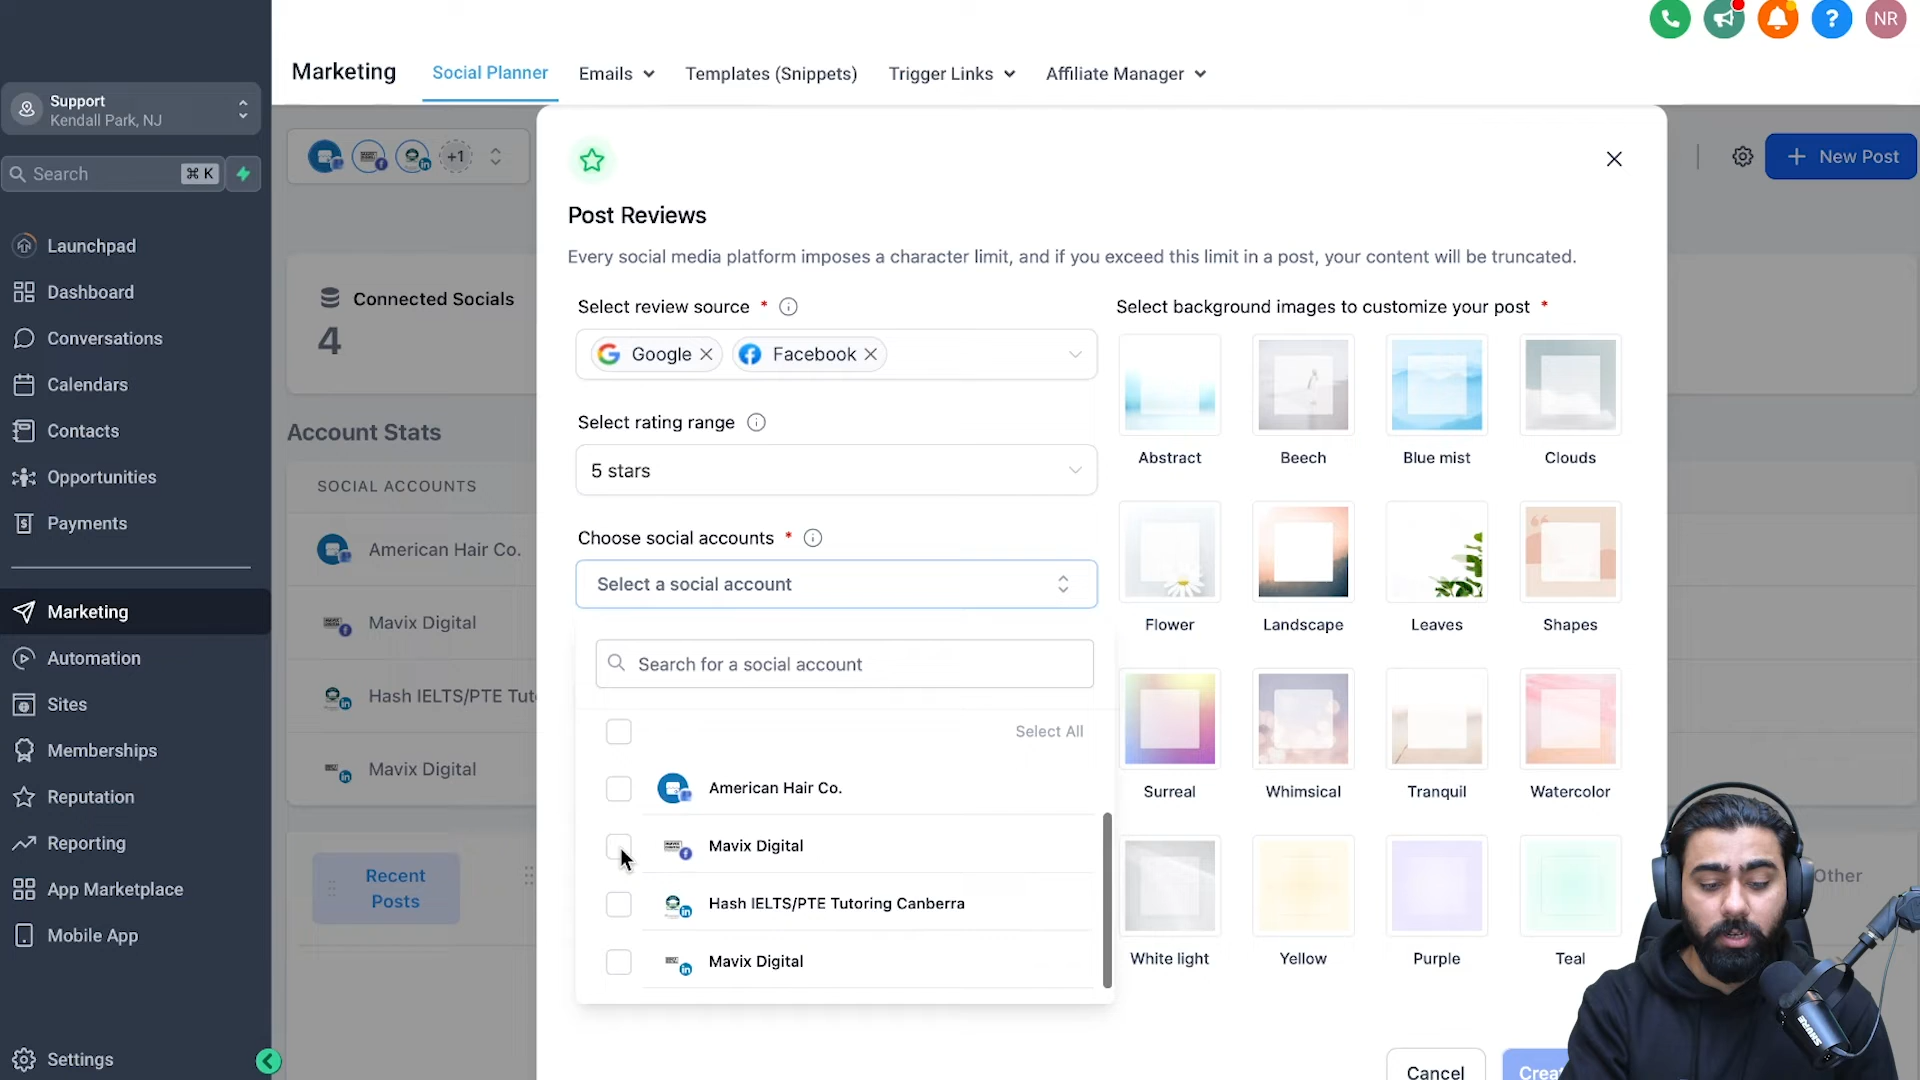 Support
Kendall Park, NJ
Search
⌘ K
Launchpad
Dashboard
Conversations
Calendars
Contacts
Opportunities
Payments
Marketing
Automation
Sites
Memberships
Reputation
Reporting
App Marketplace
Mobile App
Settings
Marketing
Social Planner
Emails
Templates (Snippets)
Trigger Links
Affiliate Manager
?
NR
+1
+ New Post
Connected Socials
4
Account Stats
SOCIAL ACCOUNTS
American Hair Co.
Mavix Digital
Hash IELTS/PTE Tut
Mavix Digital
Recent
Posts
Other
Post Reviews
Every social media platform imposes a character limit, and if you exceed this limit in a post, your content will be truncated.
Select review source *
Google
Facebook
Select rating range
5 stars
Choose social accounts *
Select a social account
Search for a social account
Select All
American Hair Co.
Mavix Digital
Hash IELTS/PTE Tutoring Canberra
Mavix Digital
Select background images to customize your post *
Abstract
Beech
Blue mist
Clouds
Flower
Landscape
Leaves
Shapes
Surreal
Whimsical
Tranquil
Watercolor
White light
Yellow
Purple
Teal
Cancel
Crea
SHURE